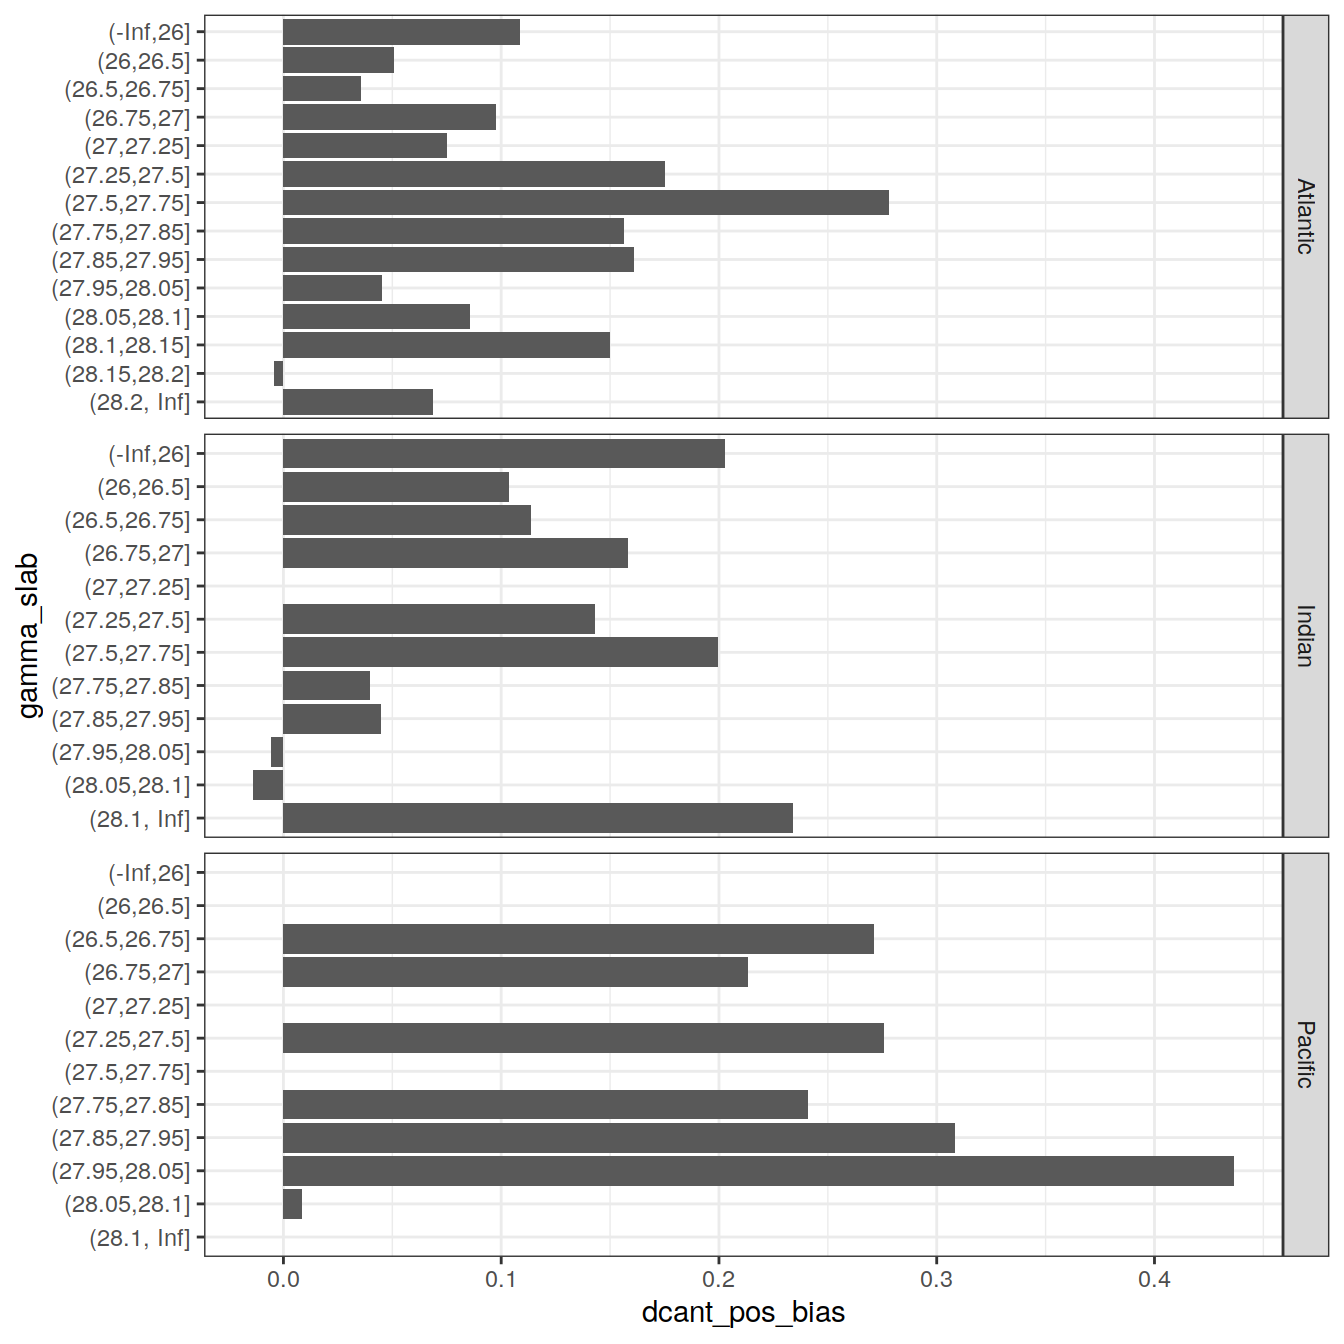 (-Inf,26]
(26,26.5]
(26.5,26.75]
(26.75,27]
(27,27.25]
(27.25,27.5]
(27.5,27.75]
(27.75,27.85]
(27.85,27.95]
(27.95,28.05]
(28.05,28.1]
(28.1,28.15]
(28.15,28.2]
(28.2, Inf]
Atlantic
(-Inf,26]
(26,26.5]
(26.5,26.75]
(26.75,27]
(27,27.25]
(27.25,27.5]
(27.5,27.75]
(27.75,27.85]
(27.85,27.95]
(27.95,28.05]
(28.05,28.1]
(28.1, Inf]
Indian
gamma_slab
(-Inf,26]
(26,26.5]
(26.5,26.75]
(26.75,27]
(27,27.25]
(27.25,27.5]
(27.5,27.75]
(27.75,27.85]
(27.85,27.95]
(27.95,28.05]
(28.05,28.1]
(28.1, Inf]
Pacific
0.0 0.1 0.2 0.3 0.4
dcant_pos_bias